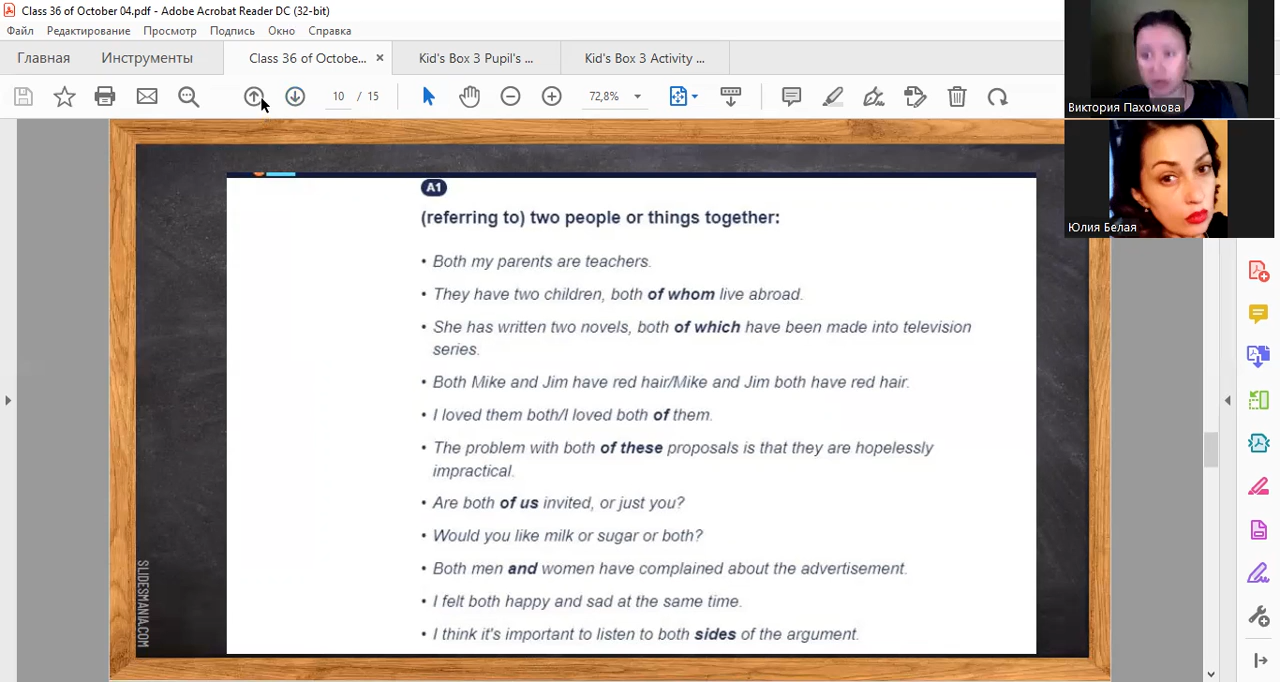 Class 36 of October 04.pdf - Adobe Acrobat Reader DC (32-bit)
Файл Редактирование Просмотр Подпись Окно Справка
Главная Инструменты Class 36 of Octobe... × Kid's Box 3 Pupil's ... Kid's Box 3 Activity ...
10 / 15 72,8%
Виктория Пахомова
Юлия Белая
A1
(referring to) two people or things together:
• Both my parents are teachers.
• They have two children, both of whom live abroad.
• She has written two novels, both of which have been made into television
series.
• Both Mike and Jim have red hair/Mike and Jim both have red hair.
• I loved them both/I loved both of them.
• The problem with both of these proposals is that they are hopelessly
impractical.
• Are both of us invited, or just you?
• Would you like milk or sugar or both?
• Both men and women have complained about the advertisement.
• I felt both happy and sad at the same time.
• I think it's important to listen to both sides of the argument.
SLIDESMANIA.COM